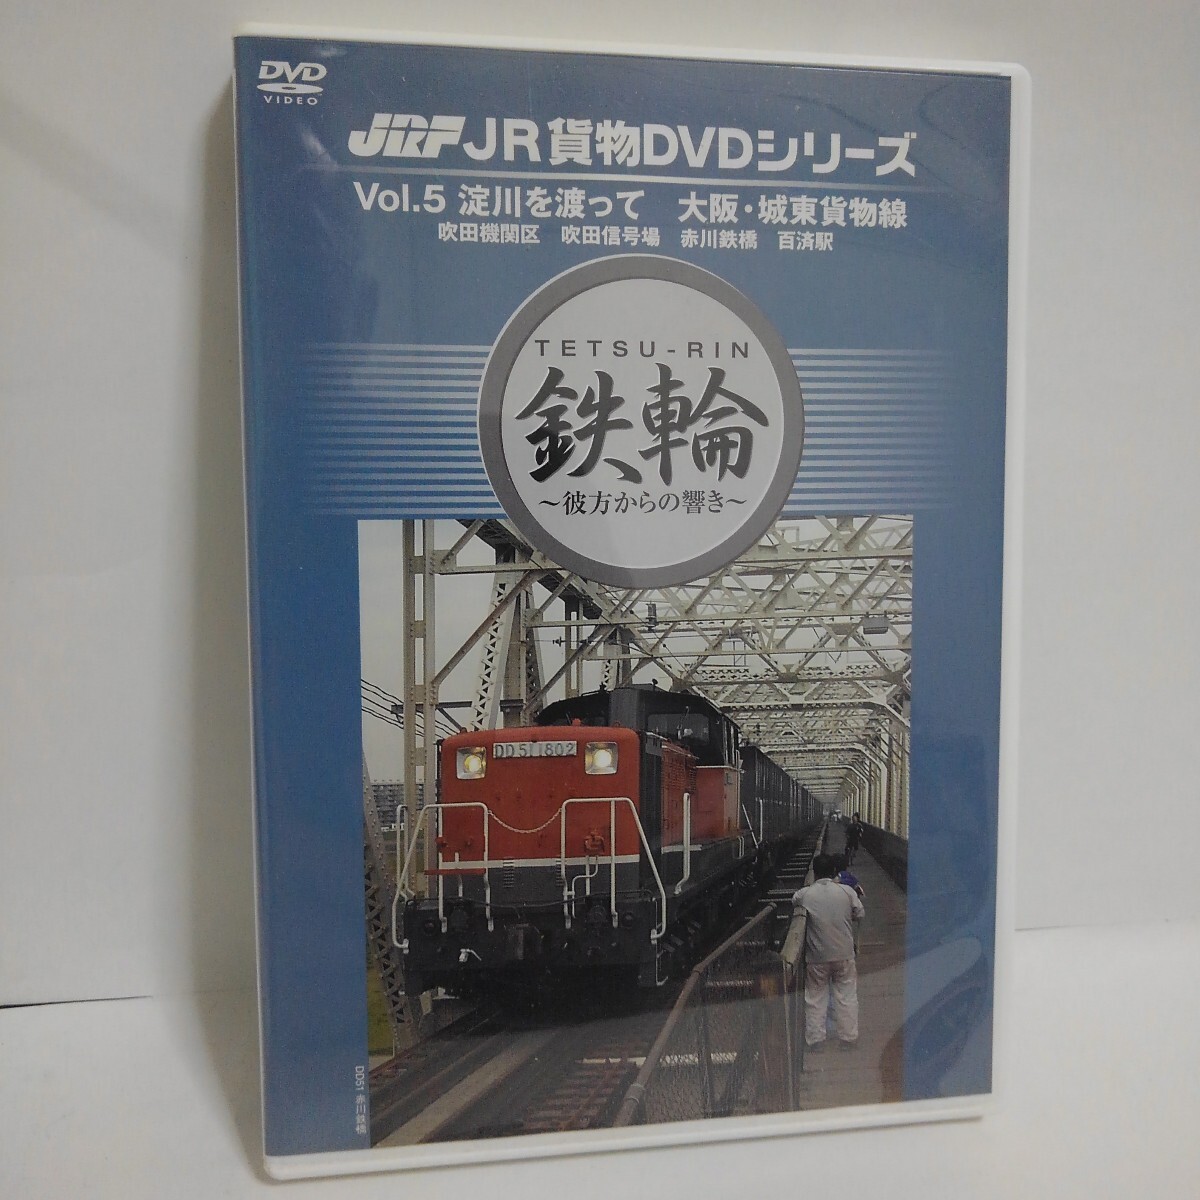 DVD
VIDEO
JRF JR貨物DVDシリーズ
Vol.5 淀川を渡って 大阪・城東貨物線
吹田機関区 吹田信号場 赤川鉄橋 百済駅
TETSU-RIN
鉄輪
～彼方からの響き～
DD51 1802
DD51 赤川鉄橋